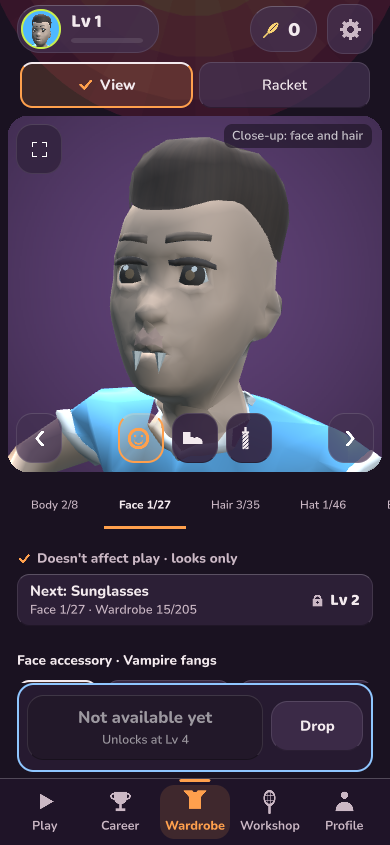 Lv 1
0
View
Racket
Close-up: face and hair
Body 2/8
Face 1/27
Hair 3/35
Hat 1/46
Doesn't affect play · looks only
Next: Sunglasses
Face 1/27 · Wardrobe 15/205
Lv 2
Face accessory · Vampire fangs
Not available yet
Unlocks at Lv 4
Drop
Play
Career
Wardrobe
Workshop
Profile